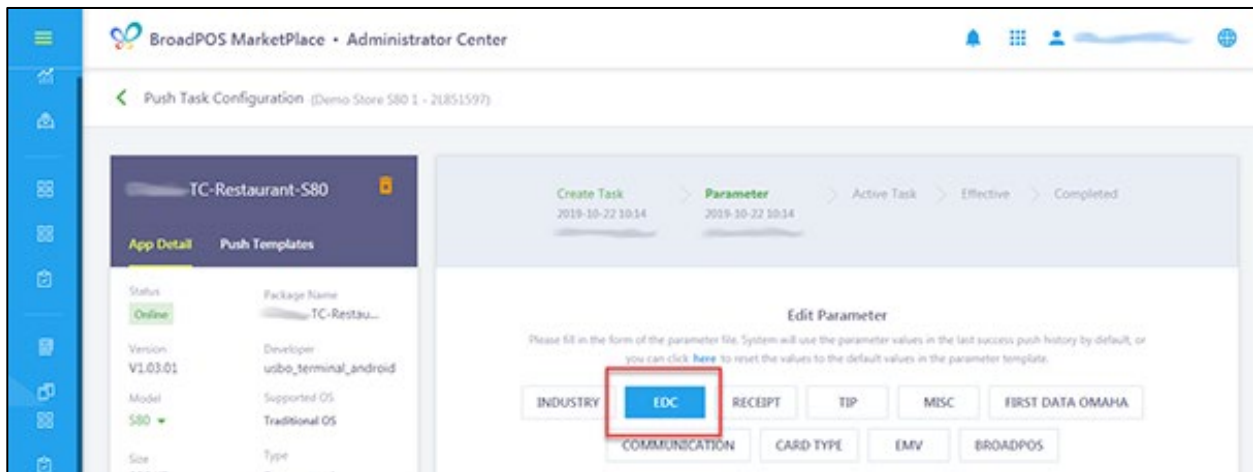 BroadPOS MarketPlace • Administrator Center
Push Task Configuration (Demo Store S80 1 - 2L851597)
TC-Restaurant-S80
App Detail Push Templates
Status Package Name
Online TC-Restau...
Version Developer
V1.03.01 usbo_terminal_android
Model Supported OS
S80 Traditional OS
Size Type
Create Task Parameter Active Task Effective Completed
2019-10-22 10:14 2019-10-22 10:14
Edit Parameter
Please fill in the form of the parameter file. System will use the parameter values in the last success push history by default, or
you can click here to reset the values to the default values in the parameter template.
INDUSTRY EDC RECEIPT TIP MISC FIRST DATA OMAHA
COMMUNICATION CARD TYPE EMV BROADPOS